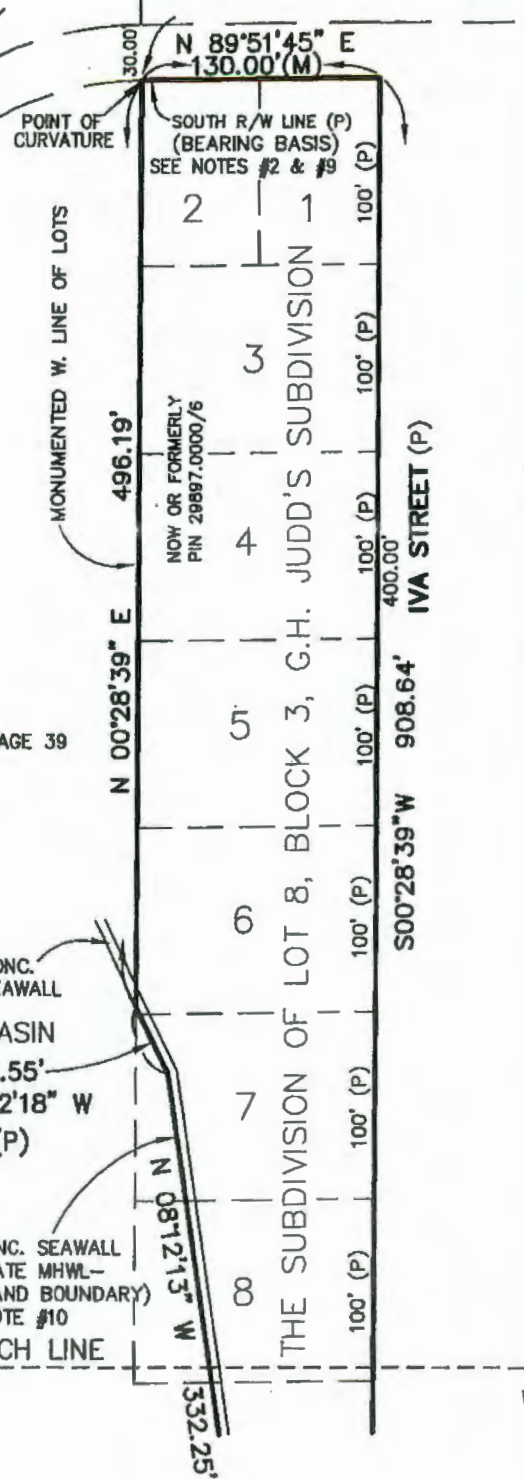 30.00'
N 89°51'45" E
130.00'(M)
POINT OF
CURVATURE
SOUTH R/W LINE (P)
(BEARING BASIS)
SEE NOTES #2 & #9
2
1
100' (P)
MONUMENTED W. LINE OF LOTS
3
100' (P)
496.19'
N 00°28'39" E
NOW OR FORMERLY
PIN 29897.0000/6
4
100' (P)
400.00'
IVA STREET (P)
THE SUBDIVISION OF LOT 8, BLOCK 3, G.H. JUDD'S SUBDIVISION
AGE 39
5
100' (P)
S00°28'39"W 908.64'
6
100' (P)
ONC.
EAWALL
ASIN
.55'
2'18" W
(P)
7
100' (P)
N 08°12'13" W
332.25'
NC. SEAWALL
ATE MHWL-
AND BOUNDARY)
OTE #10
8
100' (P)
CH LINE